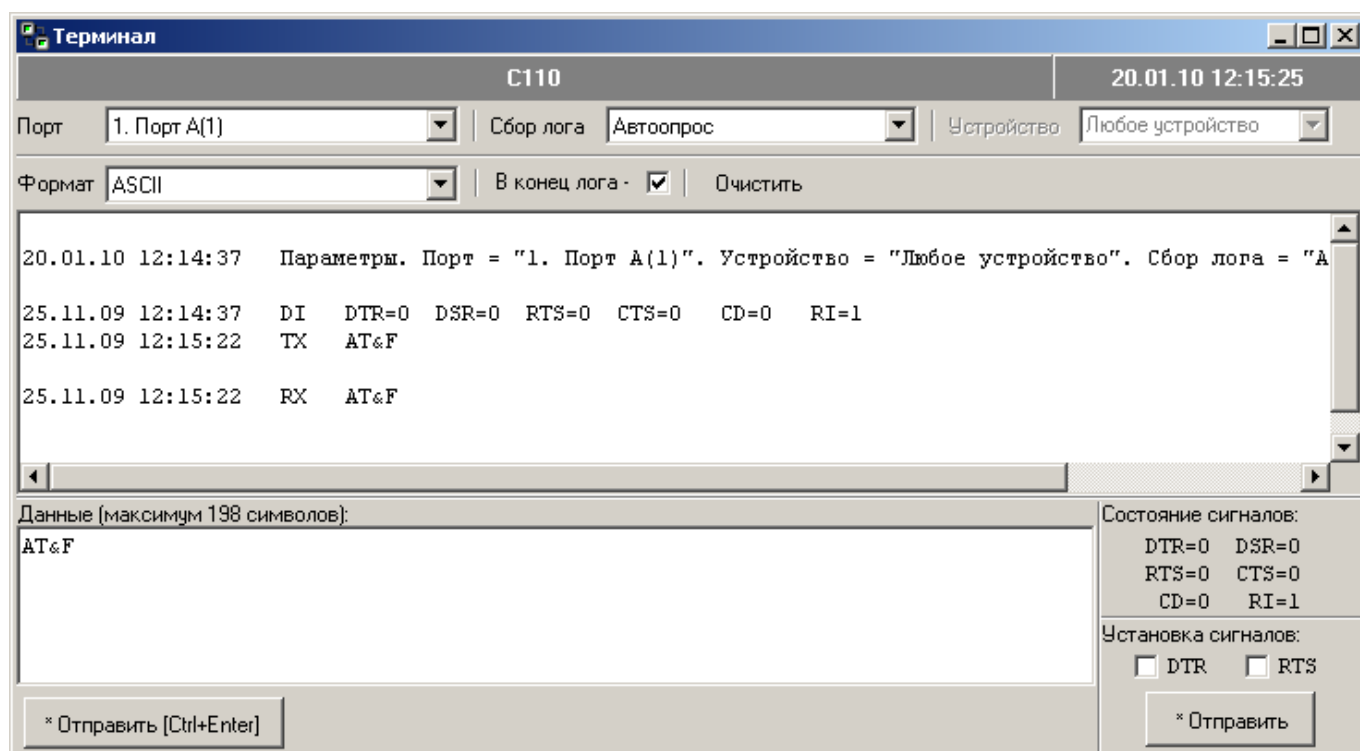 Терминал
C110 20.01.10 12:15:25
Порт 1. Порт A(1) Сбор лога Автоопрос Устройство Любое устройство
Формат ASCII В конец лога - Очистить
20.01.10 12:14:37 Параметры. Порт = "1. Порт A(1)". Устройство = "Любое устройство". Сбор лога = "А
25.11.09 12:14:37 DI DTR=0 DSR=0 RTS=0 CTS=0 CD=0 RI=1
25.11.09 12:15:22 TX AT&F
25.11.09 12:15:22 RX AT&F
Данные (максимум 198 символов):
AT&F
* Отправить [Ctrl+Enter]
Состояние сигналов:
DTR=0 DSR=0
RTS=0 CTS=0
CD=0 RI=1
Установка сигналов:
DTR RTS
* Отправить